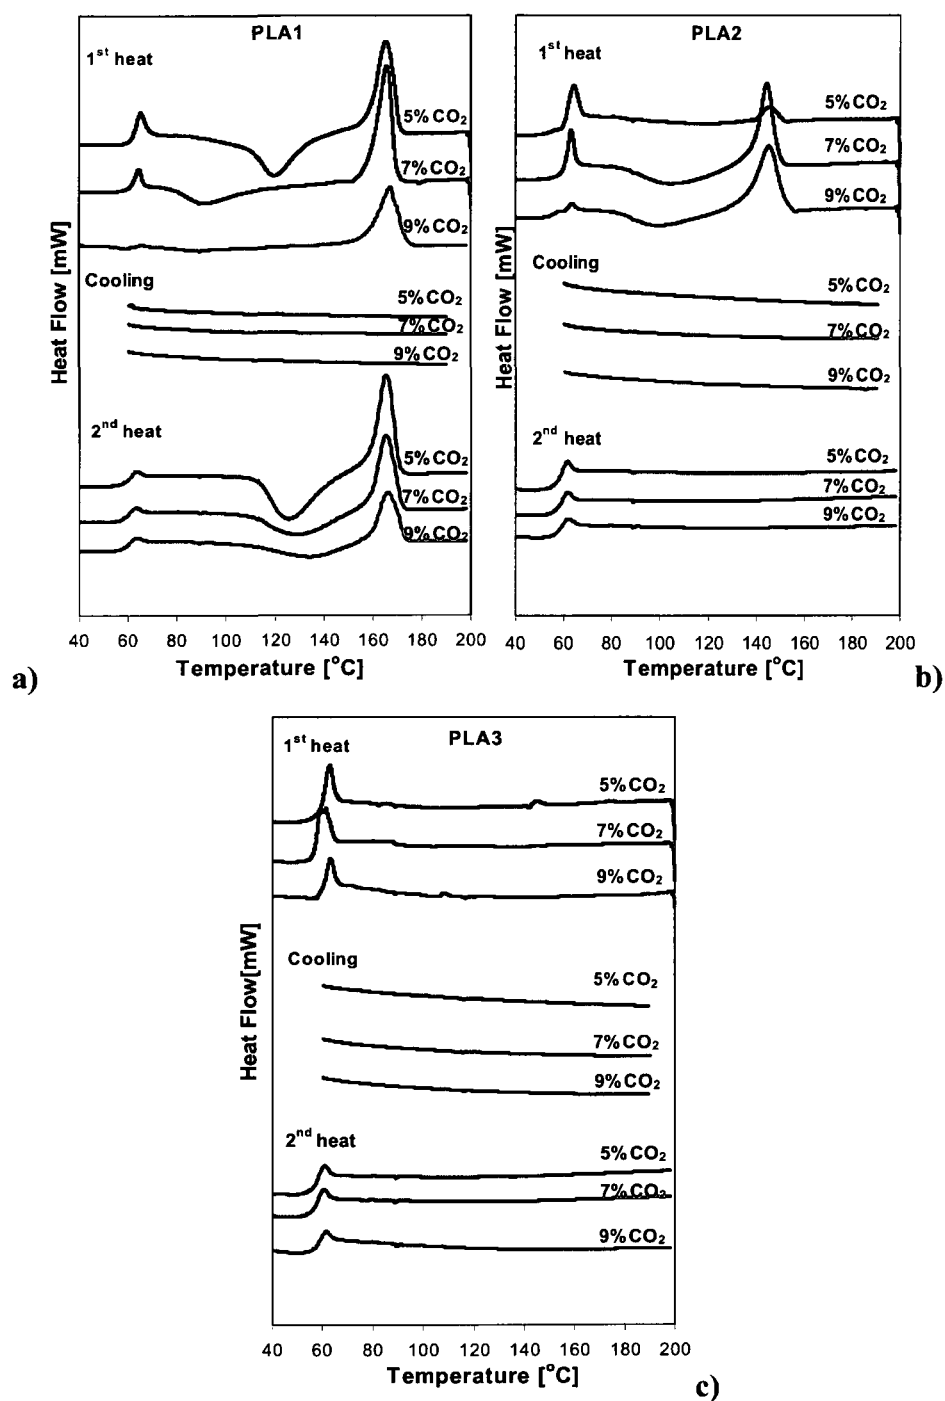 PLA1
1st heat
5% CO2
7% CO2
9% CO2
Cooling
5% CO2
7% CO2
9% CO2
2nd heat
5% CO2
7% CO2
9% CO2
Heat Flow [mW]
40 60 80 100 120 140 160 180 200
Temperature [°C]
a)
PLA2
1st heat
5% CO2
7% CO2
9% CO2
Cooling
5% CO2
7% CO2
9% CO2
2nd heat
5% CO2
7% CO2
9% CO2
Heat Flow [mW]
40 60 80 100 120 140 160 180 200
Temperature [°C]
b)
PLA3
1st heat
5% CO2
7% CO2
9% CO2
Cooling
5% CO2
7% CO2
9% CO2
2nd heat
5% CO2
7% CO2
9% CO2
Heat Flow[mW]
40 60 80 100 120 140 160 180 200
Temperature [°C]
c)